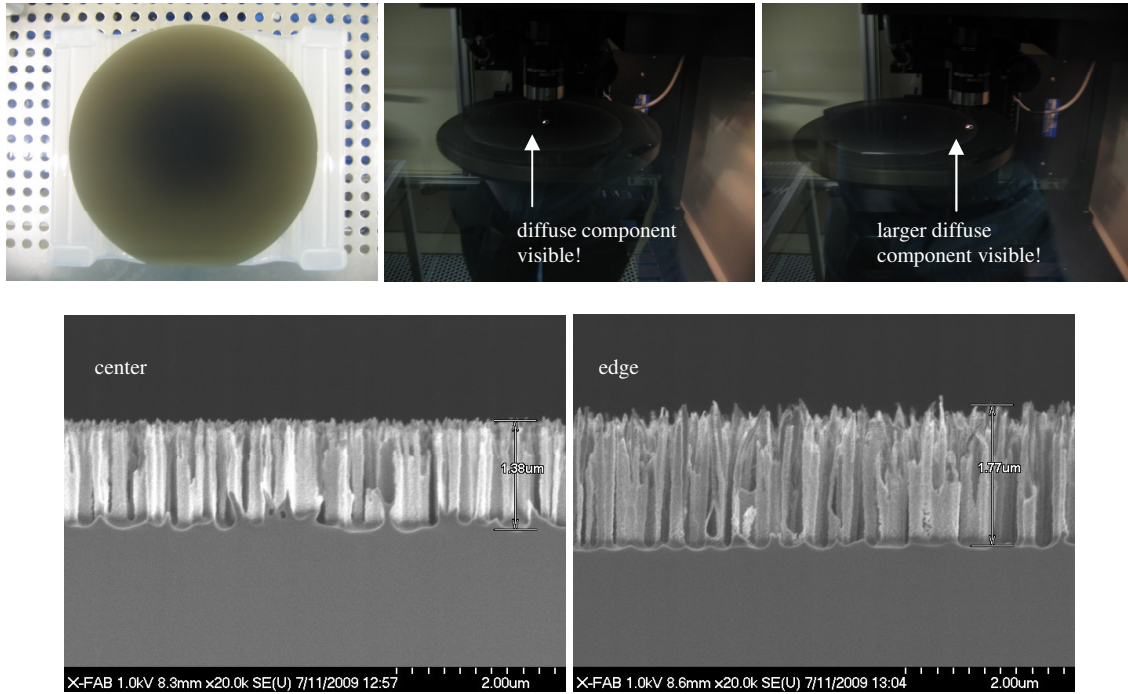 diffuse component
visible!
larger diffuse
component visible!
center
1.38um
X-FAB 1.0kV 8.3mm x20.0k SE(U) 7/11/2009 12:57
2.00um
edge
1.77um
X-FAB 1.0kV 8.6mm x20.0k SE(U) 7/11/2009 13:04
2.00um